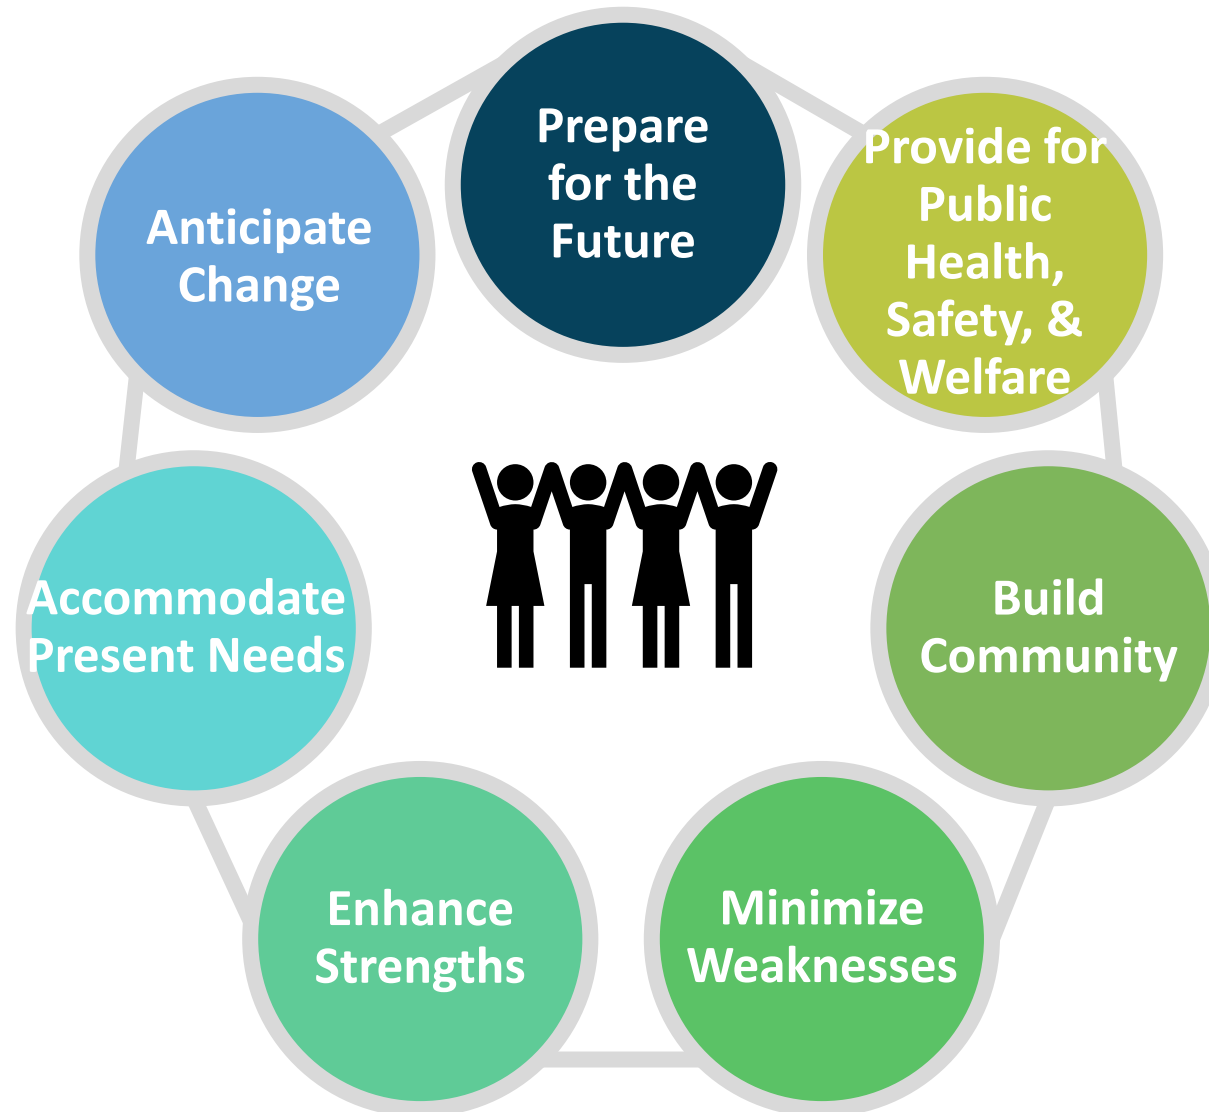 Prepare
for the
Future
Provide for
Public
Health,
Safety, &
Welfare
Build
Community
Minimize
Weaknesses
Enhance
Strengths
Accommodate
Present Needs
Anticipate
Change